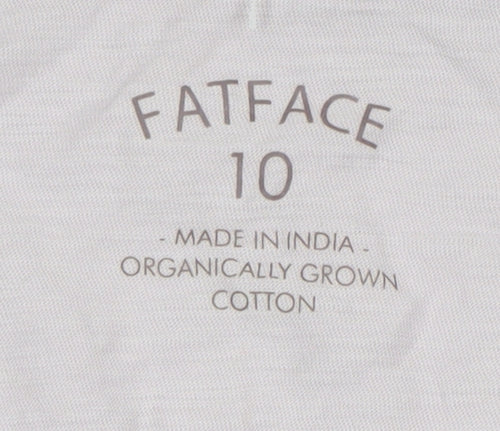 FATFACE
10
- MADE IN INDIA -
ORGANICALLY GROWN
COTTON